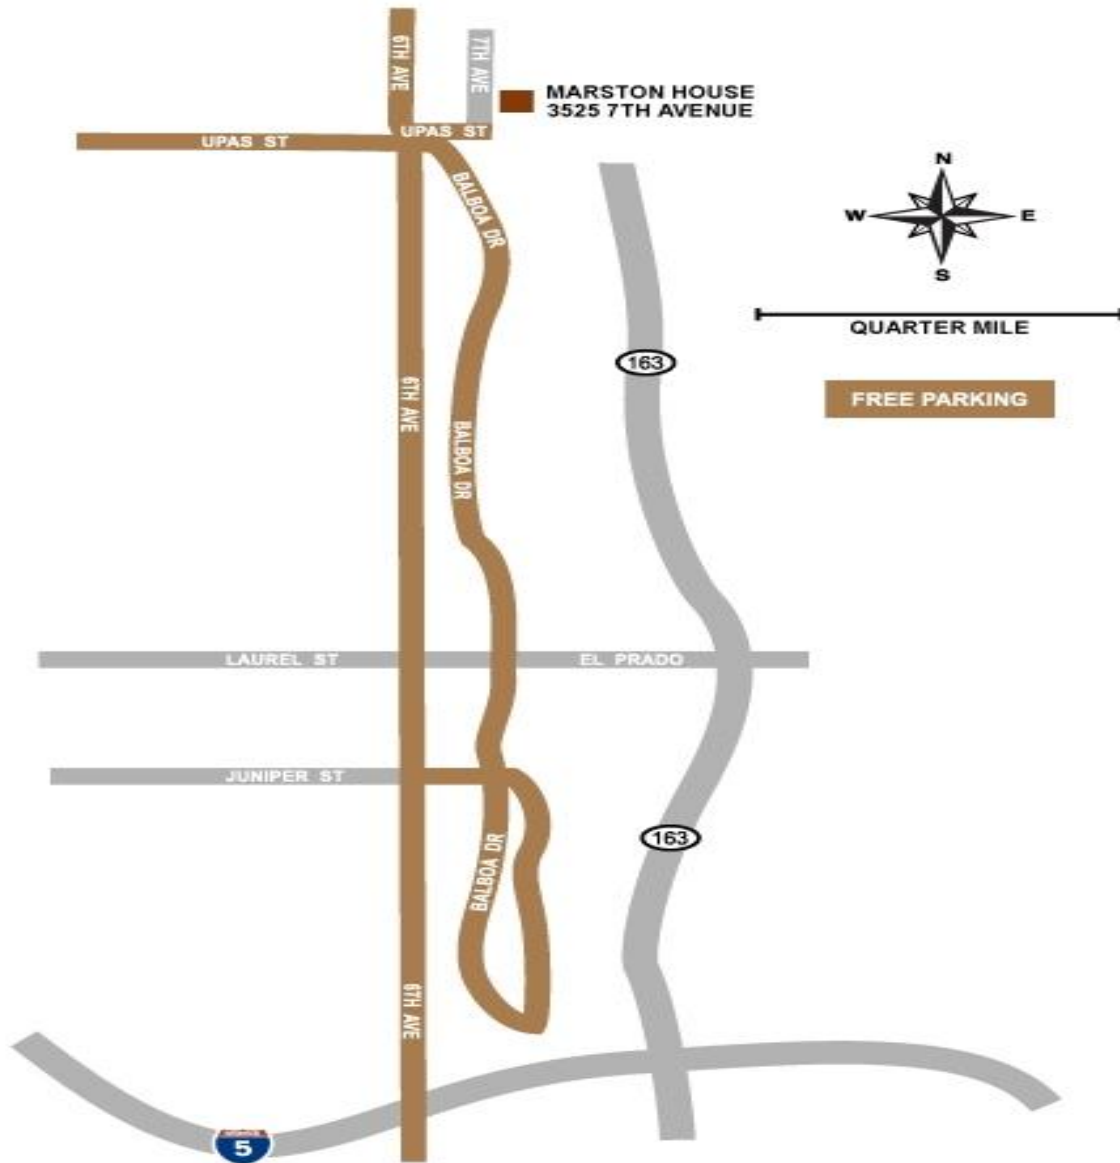 6TH AVE
7TH AVE
MARSTON HOUSE
3525 7TH AVENUE
UPAS ST
UPAS ST
BALBOA DR
N
W
E
S
QUARTER MILE
163
6TH AVE
FREE PARKING
BALBOA DR
LAUREL ST
EL PRADO
JUNIPER ST
163
BALBOA DR
6TH AVE
5